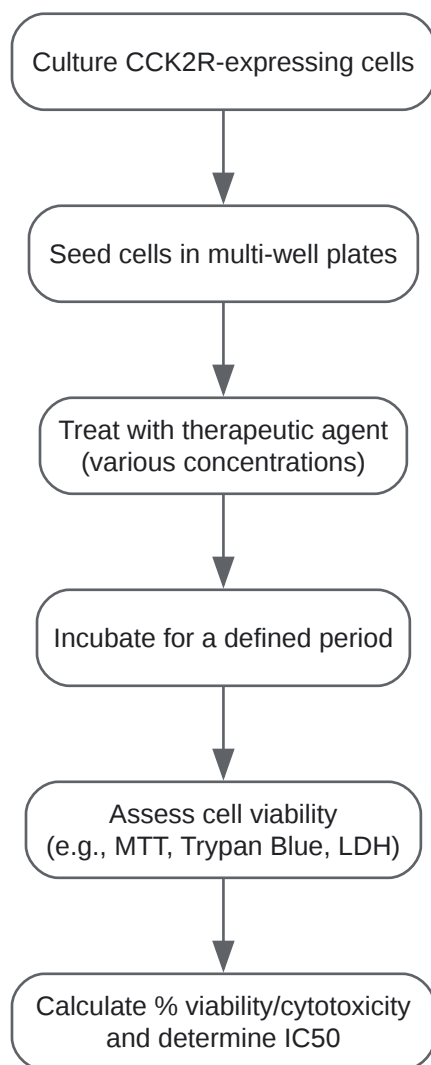 Culture CCK2R-expressing cells
Seed cells in multi-well plates
Treat with therapeutic agent
(various concentrations)
Incubate for a defined period
Assess cell viability
(e.g., MTT, Trypan Blue, LDH)
Calculate % viability/cytotoxicity
and determine IC50